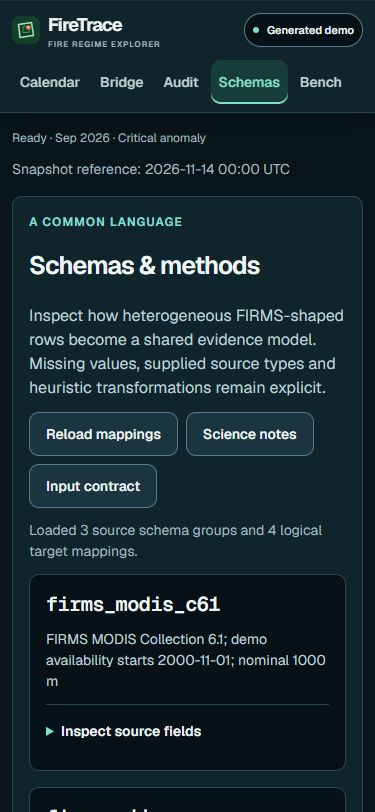 FireTrace
FIRE REGIME EXPLORER
Generated demo
Calendar Bridge Audit Schemas Bench
Ready · Sep 2026 · Critical anomaly
Snapshot reference: 2026-11-14 00:00 UTC
A COMMON LANGUAGE
Schemas & methods
Inspect how heterogeneous FIRMS-shaped
rows become a shared evidence model.
Missing values, supplied source types and
heuristic transformations remain explicit.
Reload mappings Science notes
Input contract
Loaded 3 source schema groups and 4 logical
target mappings.
firms_modis_c61
FIRMS MODIS Collection 6.1; demo
availability starts 2000-11-01; nominal 1000
m
Inspect source fields